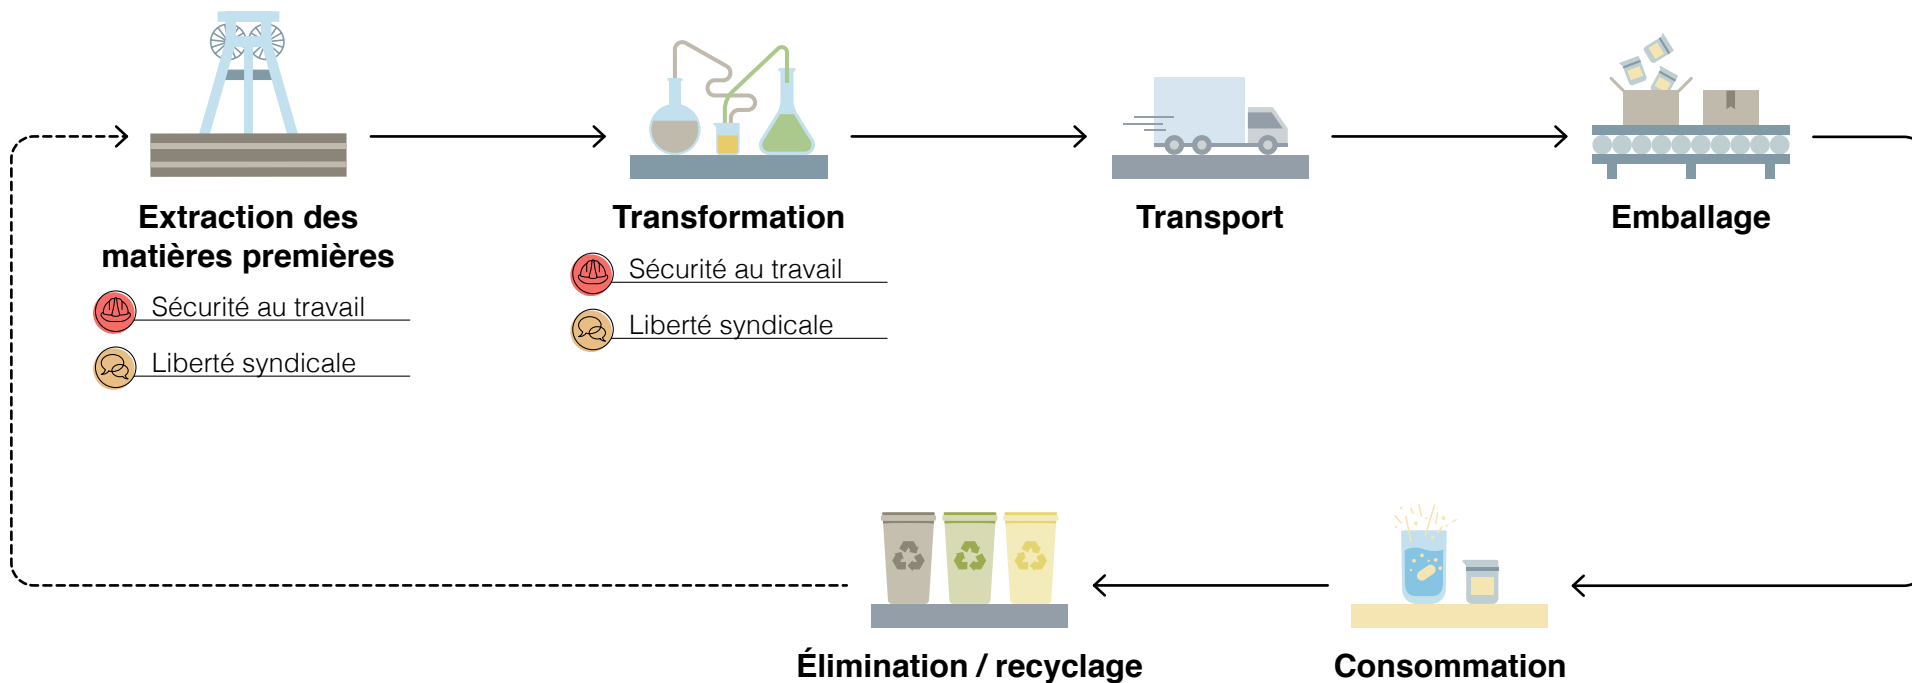 Extraction des
matières premières
Sécurité au travail
Liberté syndicale
Transformation
Sécurité au travail
Liberté syndicale
Transport
Emballage
Élimination / recyclage
Consommation